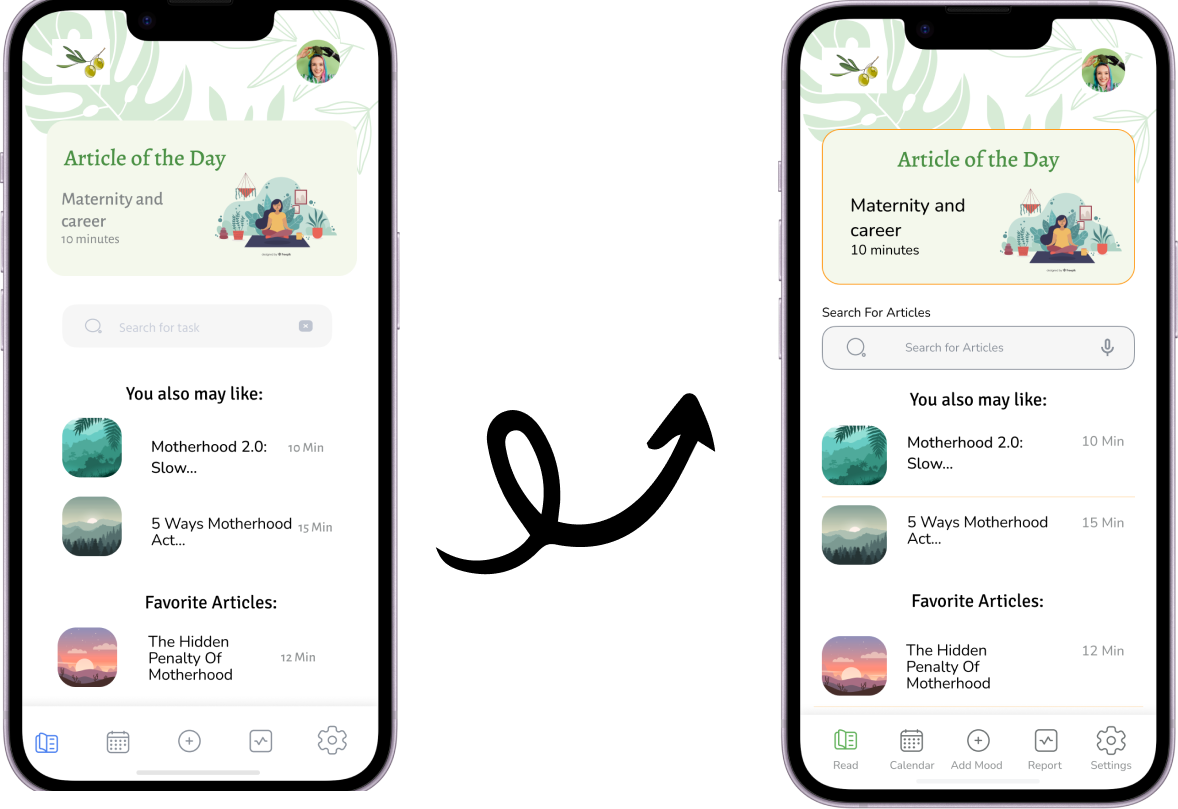 Article of the Day
Maternity and
career
10 minutes
Search for task
You also may like:
Motherhood 2.0:
Slow...
10 Min
5 Ways Motherhood
Act...
15 Min
Favorite Articles:
The Hidden
Penalty Of
Motherhood
12 Min
Article of the Day
Maternity and
career
10 minutes
Search For Articles
Search for Articles
You also may like:
Motherhood 2.0:
Slow...
10 Min
5 Ways Motherhood
Act...
15 Min
Favorite Articles:
The Hidden
Penalty Of
Motherhood
12 Min
Read
Calendar
Add Mood
Report
Settings